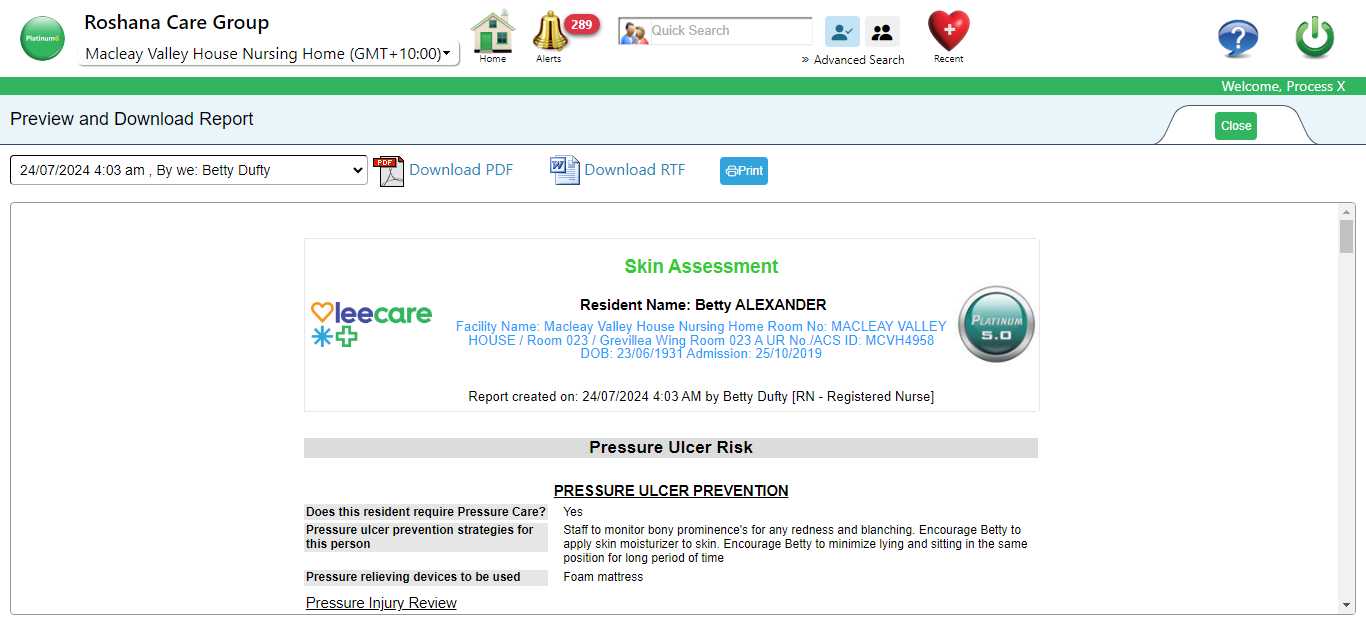 Platinum5
Roshana Care Group
Macleay Valley House Nursing Home (GMT+10:00)
Home
289
Alerts
Quick Search
» Advanced Search
Recent
Welcome, Process X
Preview and Download Report
Close
24/07/2024 4:03 am , By we: Betty Dufty
PDF
Download PDF
W
Download RTF
Print
Skin Assessment
leecare
Resident Name: Betty ALEXANDER
Facility Name: Macleay Valley House Nursing Home Room No: MACLEAY VALLEY
HOUSE / Room 023 / Grevillea Wing Room 023 A UR No./ACS ID: MCVH4958
DOB: 23/06/1931 Admission: 25/10/2019
PLATINUM
5.0
Report created on: 24/07/2024 4:03 AM by Betty Dufty [RN - Registered Nurse]
Pressure Ulcer Risk
PRESSURE ULCER PREVENTION
Does this resident require Pressure Care? Yes
Pressure ulcer prevention strategies for
this person
Staff to monitor bony prominence's for any redness and blanching. Encourage Betty to
apply skin moisturizer to skin. Encourage Betty to minimize lying and sitting in the same
position for long period of time
Pressure relieving devices to be used Foam mattress
Pressure Injury Review